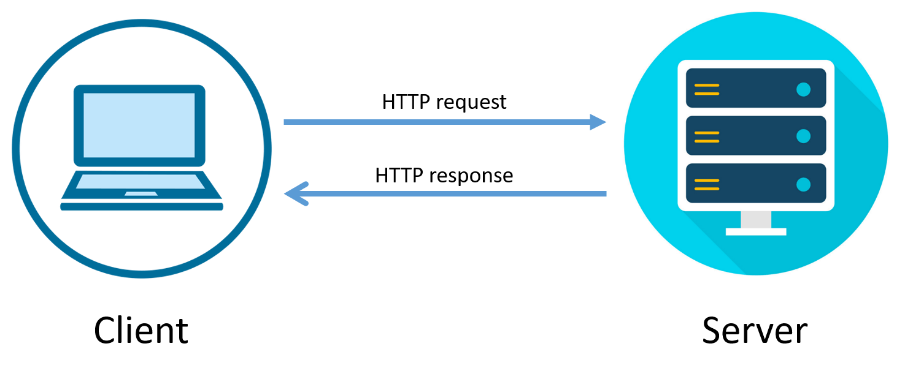 HTTP request
HTTP response
Client
Server